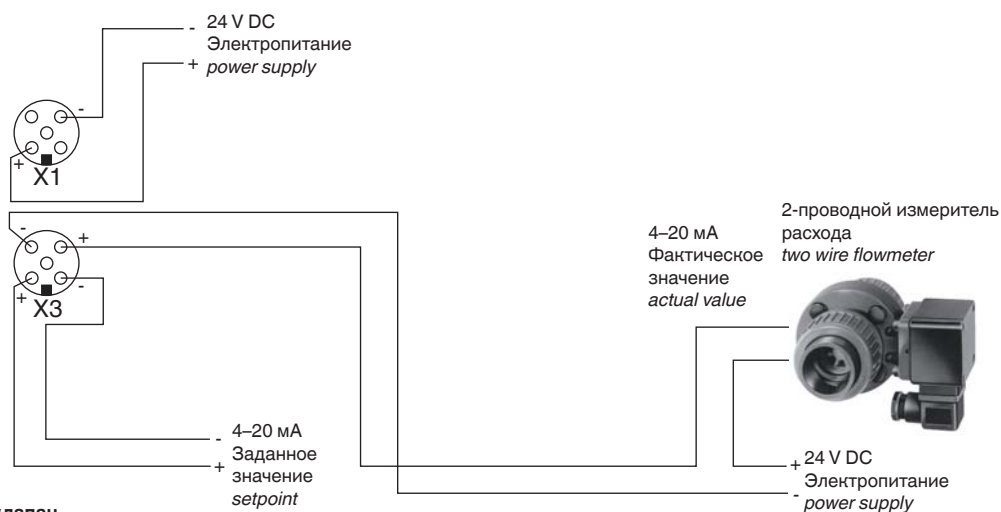 - 24 V DC
Электропитание
+ power supply
-
+
X1
-
+
+
-
X3
4–20 мА
Фактическое
значение
actual value
2-проводной измеритель
расхода
two wire flowmeter
- 4–20 мА
Заданное
+ значение
setpoint
+ 24 V DC
Электропитание
- power supply